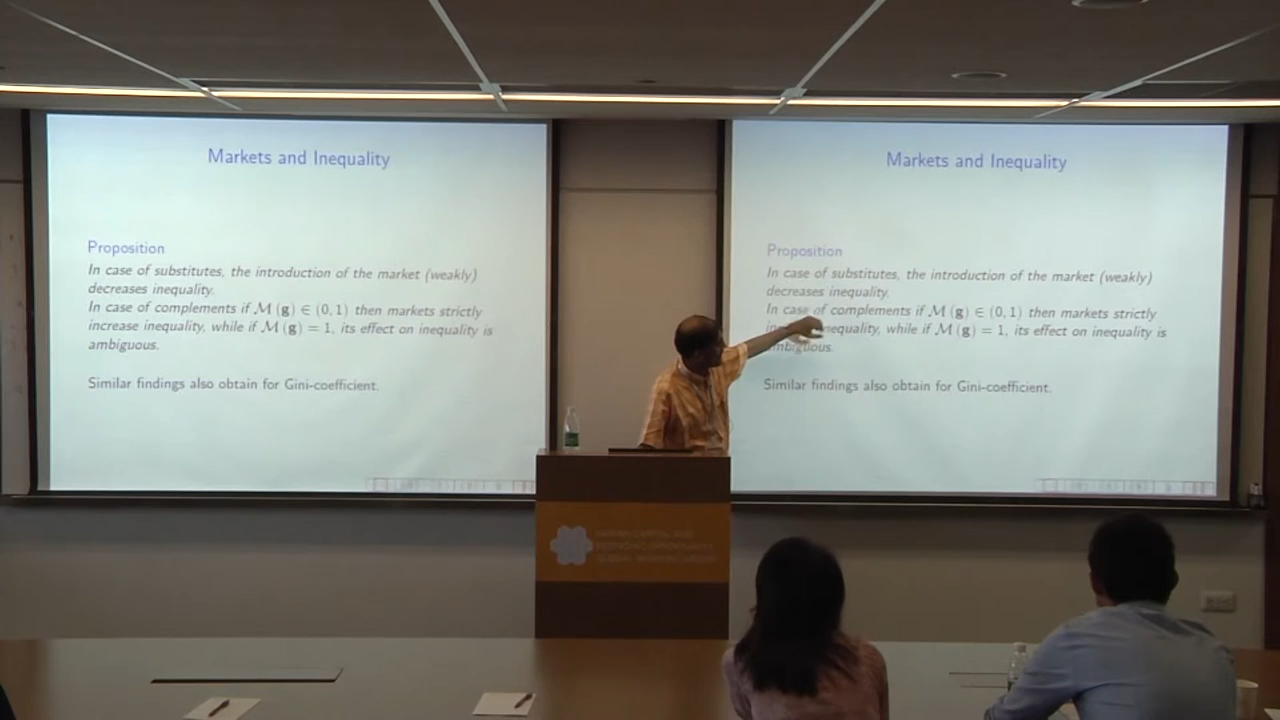 Markets and Inequality
Proposition
In case of substitutes, the introduction of the market (weakly)
decreases inequality.
In case of complements if M (g) ∈ (0, 1) then markets strictly
increase inequality, while if M (g) = 1, its effect on inequality is
ambiguous.
Similar findings also obtain for Gini-coefficient.
Markets and Inequality
Proposition
In case of substitutes, the introduction of the market (weakly)
decreases inequality.
In case of complements if M (g) ∈ (0, 1) then markets strictly
inequality, while if M (g) = 1, its effect on inequality is
ambiguous.
Similar findings also obtain for Gini-coefficient.